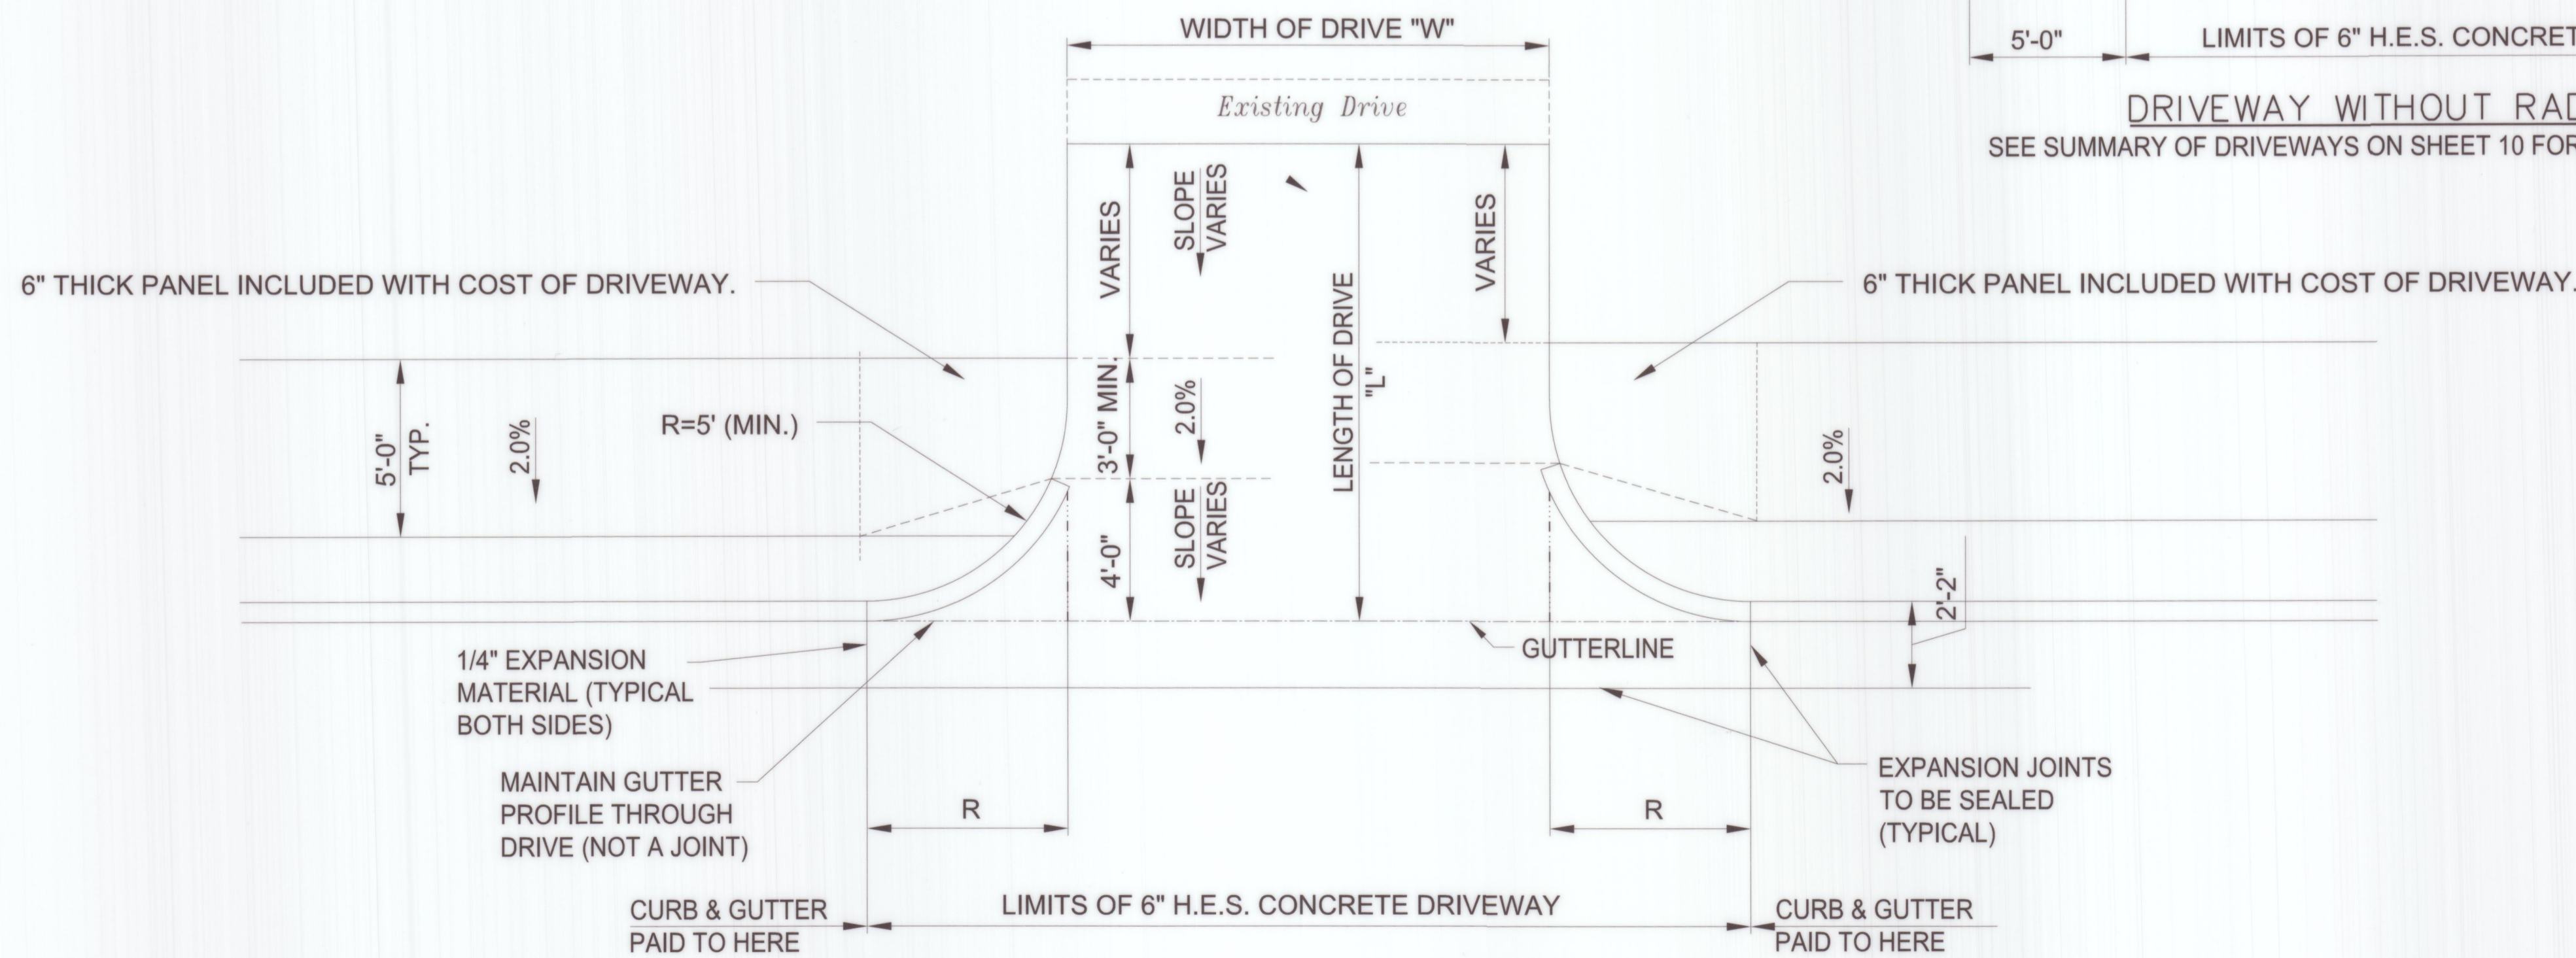 WIDTH OF DRIVE "W"
Existing Drive
5'-0"
LIMITS OF 6" H.E.S.
DRIVEWAY WITHOUT
SEE SUMMARY OF DRIVEWAYS ON SHEET 10 FOR
VARIES
SLOPE
VARIES
VARIES
LENGTH OF DRIVE
"L"
6" THICK PANEL INCLUDED WITH COST OF DRIVEWAY.
6" THICK PANEL INCLUDED WITH COST OF DRIVEWAY.
5'-0"
TYP.
2.0%
R=5' (MIN.)
3'-0" MIN.
2.0%
2.0%
4'-0"
SLOPE
VARIES
2'-2"
GUTTERLINE
1/4" EXPANSION
MATERIAL (TYPICAL
BOTH SIDES)
MAINTAIN GUTTER
PROFILE THROUGH
DRIVE (NOT A JOINT)
R
R
EXPANSION JOINTS
TO BE SEALED
(TYPICAL)
CURB & GUTTER
PAID TO HERE
LIMITS OF 6" H.E.S. CONCRETE DRIVEWAY
CURB & GUTTER
PAID TO HERE